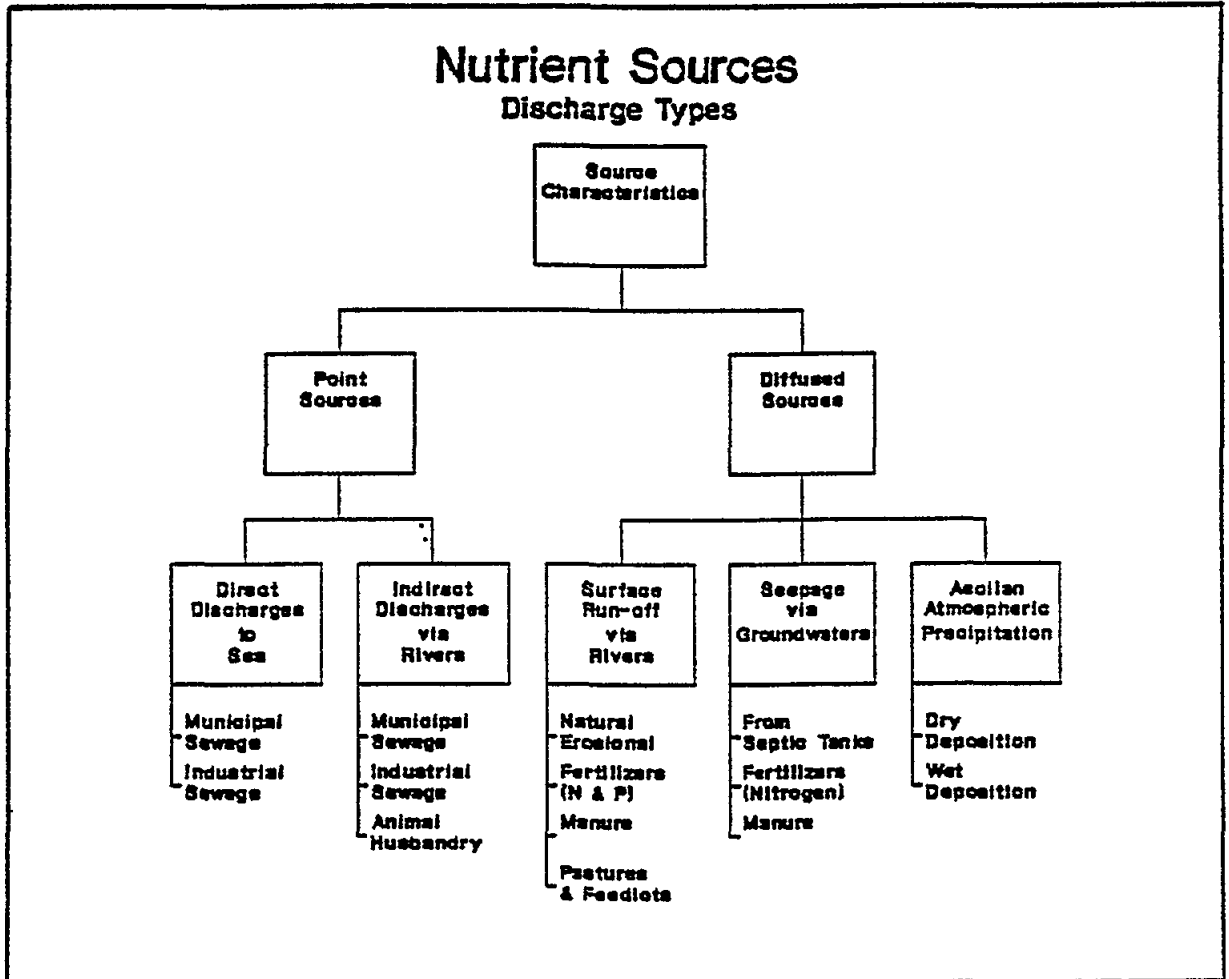 Nutrient Sources
Discharge Types
Source
Characteristics
Point
Sources
Diffused
Sources
Direct
Discharges
to
Sea
Municipal
Sewage
Industrial
Sewage
Indirect
Discharges
via
Rivers
Municipal
Sewage
Industrial
Sewage
Animal
Husbandry
Surface
Run-off
via
Rivers
Natural
Erosional
Fertilizers
(N & P)
Manure
Pastures
& Feedlots
Seepage
via
Groundwaters
From
Septic Tanks
Fertilizers
(Nitrogen)
Manure
Aeolian
Atmospheric
Precipitation
Dry
Deposition
Wet
Deposition